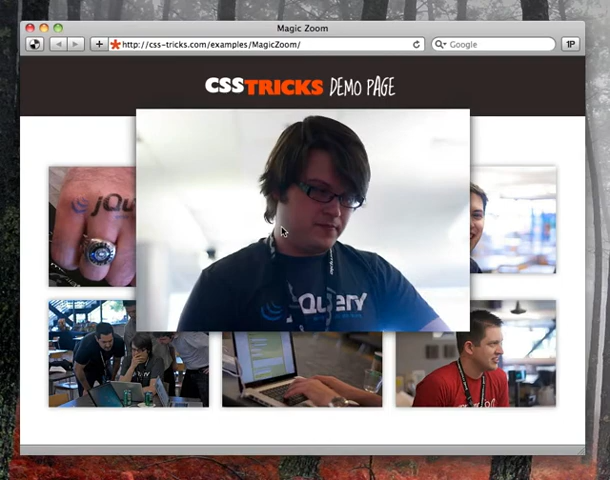 Magic Zoom
http://css-tricks.com/examples/MagicZoom/
Google
1P
CSSTRICKS DEMO PAGE
jQuery
jQuery